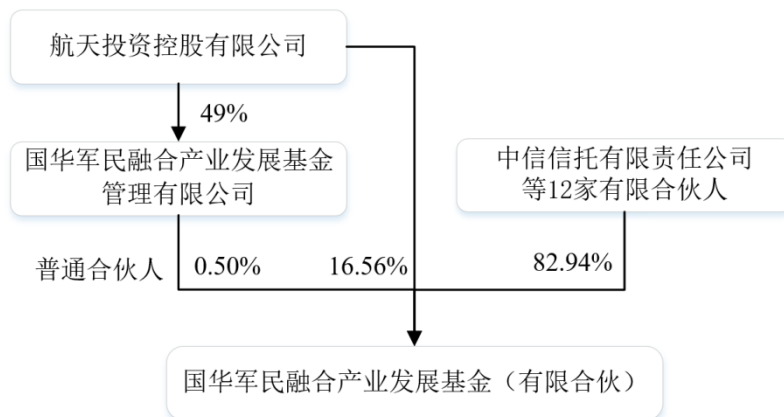 航天投资控股有限公司
49%
国华军民融合产业发展基金
管理有限公司
中信信托有限责任公司
等12家有限合伙人
普通合伙人
0.50%
16.56%
82.94%
国华军民融合产业发展基金（有限合伙）